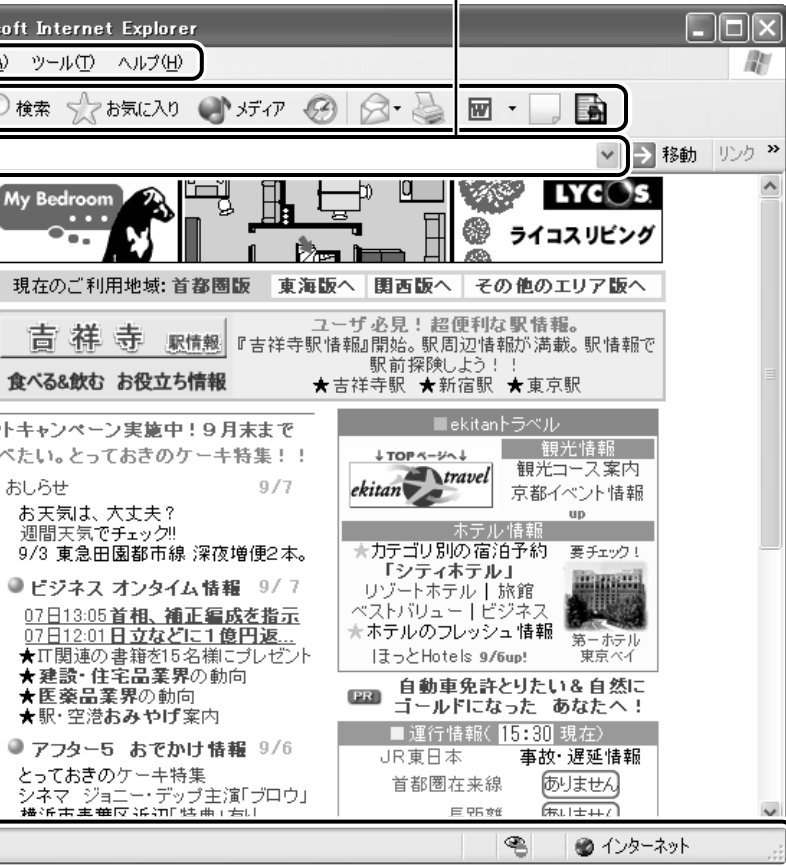 oft Internet Explorer
ツール(T) ヘルプ(H)
検索 お気に入り メディア
移動 リンク »
My Bedroom
LYCOS
ライコスリビング
現在のご利用地域: 首都圏版 東海版へ 関西版へ その他のエリア版へ
吉祥寺 駅情報
食べる&飲む お役立ち情報
ユーザ必見!超便利な駅情報。
『吉祥寺駅情報』開始。駅周辺情報が満載。駅情報で
駅前探険しよう!!
★吉祥寺駅 ★新宿駅 ★東京駅
トキャンペーン実施中!9月末まで
べたい。とっておきのケーキ特集!!
おしらせ 9/7
お天気は、大丈夫?
週間天気でチェック!!
9/3 東急田園都市線 深夜増便2本。
ビジネス オンタイム情報 9/7
07日13:05首相、補正編成を指示
07日12:01日立などに1億円返...
★IT関連の書籍を15名様にプレゼント
★建設・住宅品業界の動向
★医薬品業界の動向
★駅・空港おみやげ案内
アフター5 おでかけ情報 9/6
とっておきのケーキ特集
シネマ ジョニー・デップ主演「ブロウ」
横浜市青葉区近辺「特典」有り
■ekitanトラベル
↓TOPページへ↓
ekitan travel
観光情報
観光コース案内
京都イベント情報
up
ホテル情報
★カテゴリ別の宿泊予約
「シティホテル」
リゾートホテル | 旅館
ベストバリュー | ビジネス
★ホテルのフレッシュ情報
|ほっとHotels 9/6up!
要チェック!
第一ホテル
東京ベイ
PR 自動車免許とりたい&自然に
ゴールドになった あなたへ!
■運行情報( 15:30 現在)
JR東日本 事故・遅延情報
首都圏在来線 ありません
長距離 ありません
インターネット